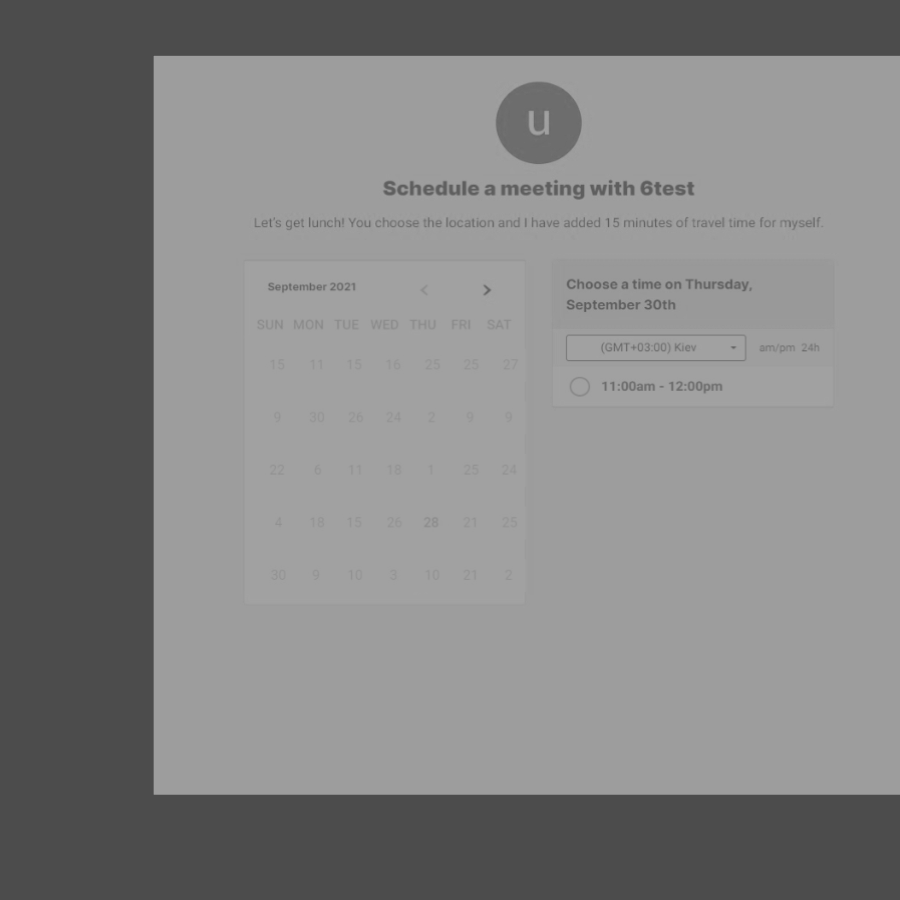 u
Schedule a meeting with 6test
Let's get lunch! You choose the location and I have added 15 minutes of travel time for myself.
September 2021
SUN MON TUE WED THU FRI SAT
15 11 15 16 25 25 27
9 30 26 24 2 9 9
22 6 11 18 1 25 24
4 18 15 26 28 21 25
30 9 10 3 10 21 2
Choose a time on Thursday,
September 30th
(GMT+03:00) Kiev am/pm 24h
11:00am - 12:00pm